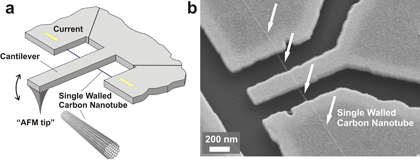 a
Current
Cantilever
Single Walled
Carbon Nanotube
"AFM tip"
b
Single Walled
Carbon Nanotube
200 nm